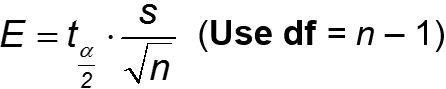 E = t_{α/2} · s/√n (Use df = n – 1)